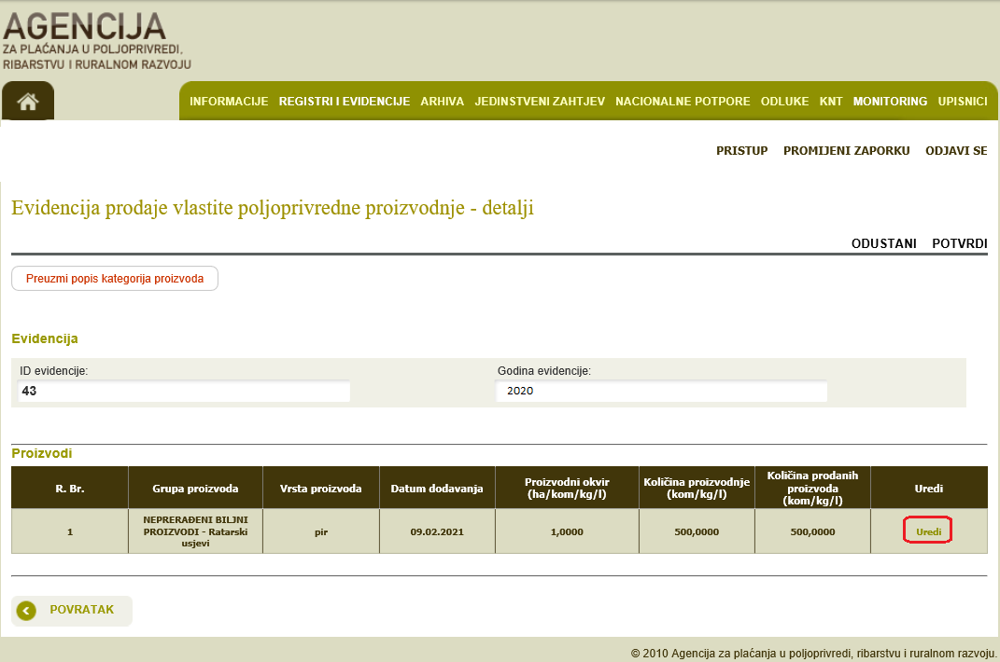 AGENCIJA
ZA PLAĆANJA U POLJOPRIVREDI,
RIBARSTVU I RURALNOM RAZVOJU
INFORMACIJE REGISTRI I EVIDENCIJE ARHIVA JEDINSTVENI ZAHTJEV NACIONALNE POTPORE ODLUKE KNT MONITORING UPISNICI
PRISTUP PROMIJENI ZAPORKU ODJAVI SE
Evidencija prodaje vlastite poljoprivredne proizvodnje - detalji
ODUSTANI POTVRDI
Preuzmi popis kategorija proizvoda
Evidencija
ID evidencije: Godina evidencije:
43 2020
Proizvodi
R. Br. Grupa proizvoda Vrsta proizvoda Datum dodavanja Proizvodni okvir (ha/kom/kg/l) Količina proizvodnje (kom/kg/l) Količina prodanih proizvoda (kom/kg/l) Uredi
1 NEPRERAĐENI BILJNI PROIZVODI - Ratarski usjevi pir 09.02.2021 1,0000 500,0000 500,0000 Uredi
POVRATAK
© 2010 Agencija za plaćanja u poljoprivredi, ribarstvu i ruralnom razvoju.